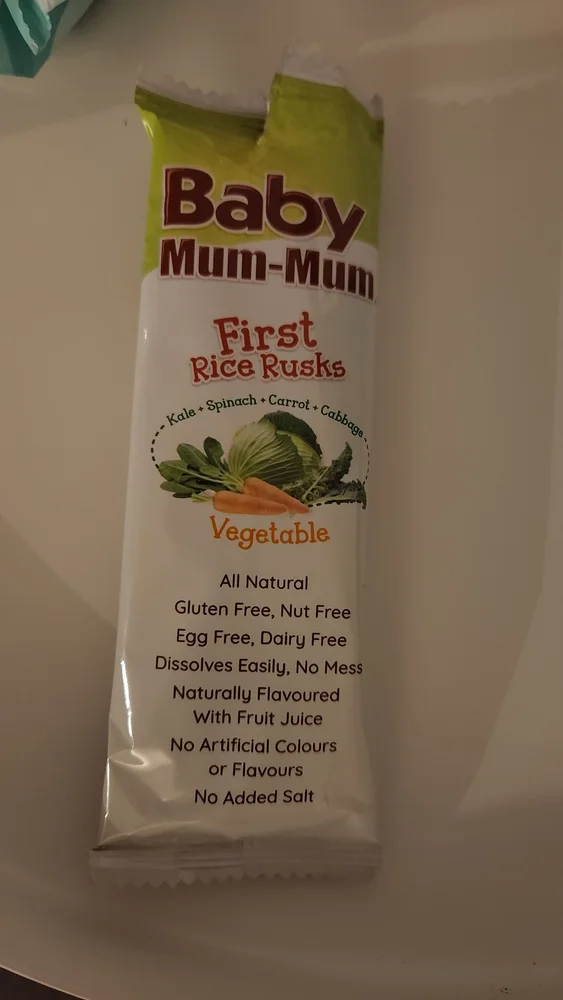 Baby
Mum-Mum
First
Rice Rusks
Kale + Spinach + Carrot + Cabbage
Vegetable
All Natural
Gluten Free, Nut Free
Egg Free, Dairy Free
Dissolves Easily, No Mess
Naturally Flavoured
With Fruit Juice
No Artificial Colours
or Flavours
No Added Salt